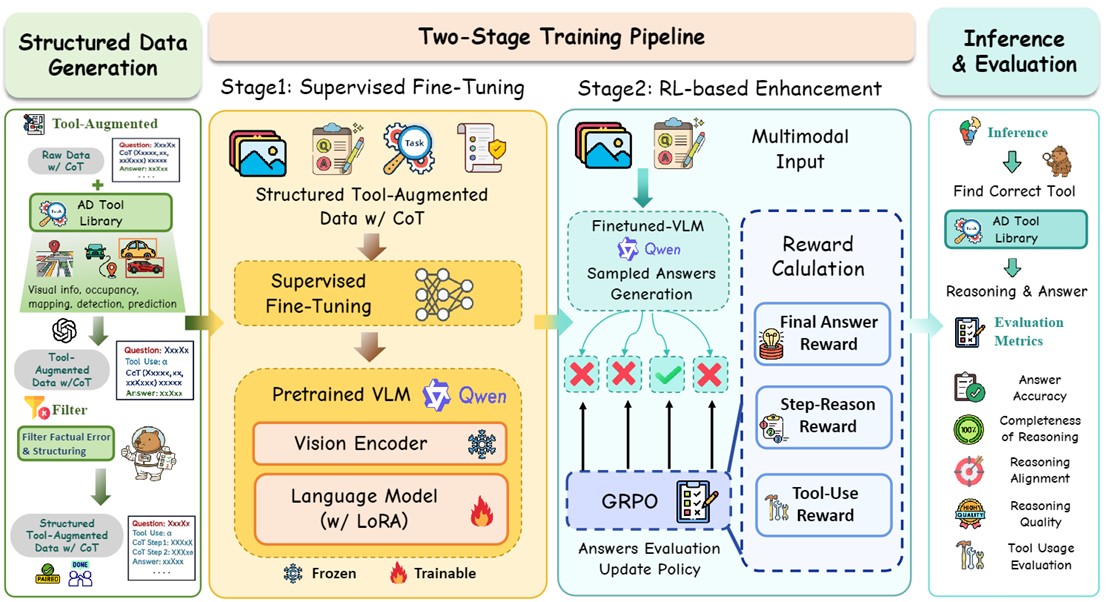 Structured Data
Generation
Tool-Augmented
Raw Data
w/ CoT
Question: XxxXx
CoT (Xxxxx,xx,
xxXxxx) xxxxx
Answer: xxXxx
....
+
AD Tool
Library
Visual info, occupancy,
mapping, detection, prediction
Tool-
Augmented
Data w/CoT
Question: XxxXx
Tool Use: α
CoT (Xxxxx, xx,
xxXxxx) xxxxx
Answer: xxXxx
Filter
Filter Factual Error
& Structuring
Structured
Tool-Augmented
Data w/ CoT
Question: XxxXx
Tool Use: α
CoT Step 1: XXXxX
CoT Step 2: XXXxx
Answer: xxXxx
....
PAIRED
DONE
Two-Stage Training Pipeline
Stage1: Supervised Fine-Tuning
Q
A
Task
Structured Tool-Augmented
Data w/ CoT
Supervised
Fine-Tuning
Pretrained VLM
Qwen
Vision Encoder
Language Model
(w/ LoRA)
Frozen
Trainable
Stage2: RL-based Enhancement
Q
A
Multimodal
Input
Finetuned-VLM
Qwen
Sampled Answers
Generation
GRPO
Answers Evaluation
Update Policy
Reward
Calulation
Final Answer
Reward
Step-Reason
Reward
Tool-Use
Reward
Inference
& Evaluation
Inference
Find Correct Tool
AD Tool
Library
Reasoning & Answer
Evaluation
Metrics
Answer
Accuracy
100%
Completeness
of Reasoning
Reasoning
Alignment
HIGH
QUALITY
Reasoning
Quality
Tool Usage
Evaluation